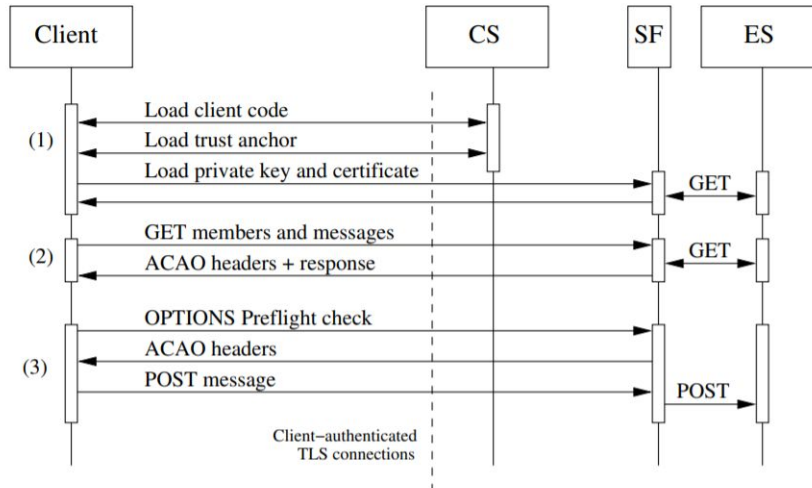 Client CS SF ES
Load client code
(1) Load trust anchor
Load private key and certificate
GET
GET members and messages
(2) ACAO headers + response GET
OPTIONS Preflight check
ACAO headers
(3) POST message
POST
Client−authenticated
TLS connections